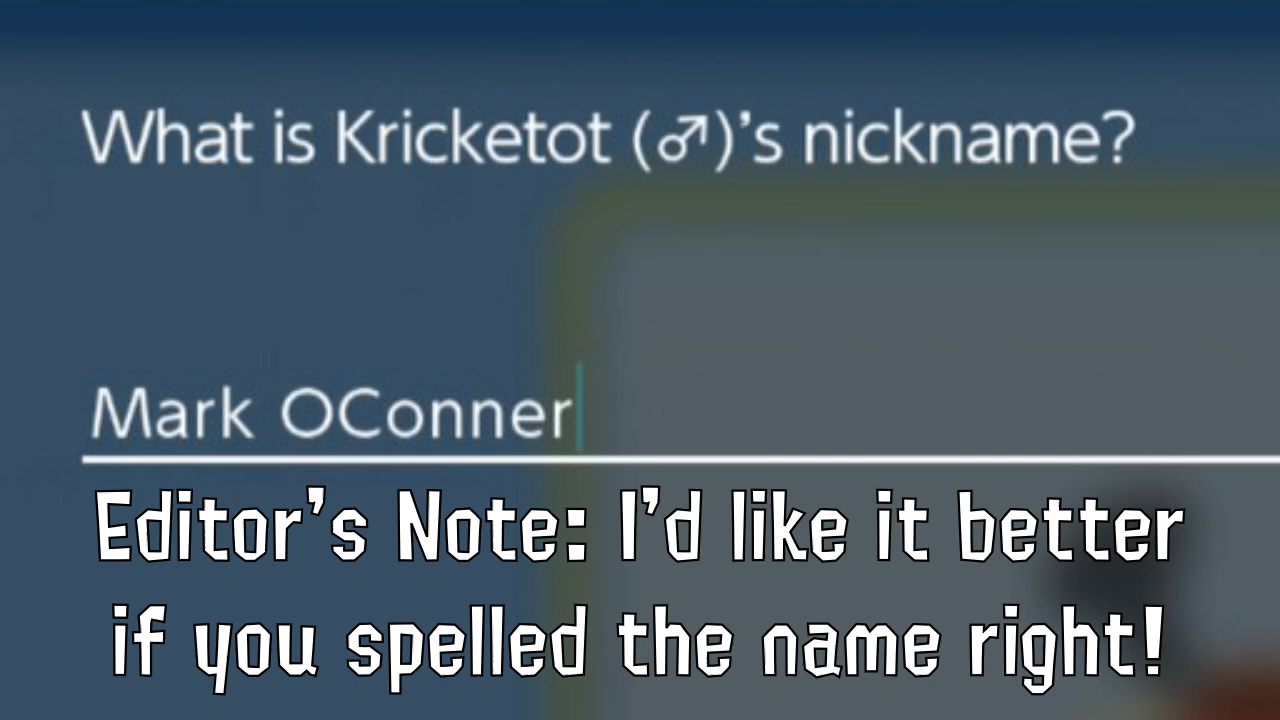 What is Kricketot (♂)’s nickname?
Mark OConner
Editor’s Note: I’d like it better
if you spelled the name right!